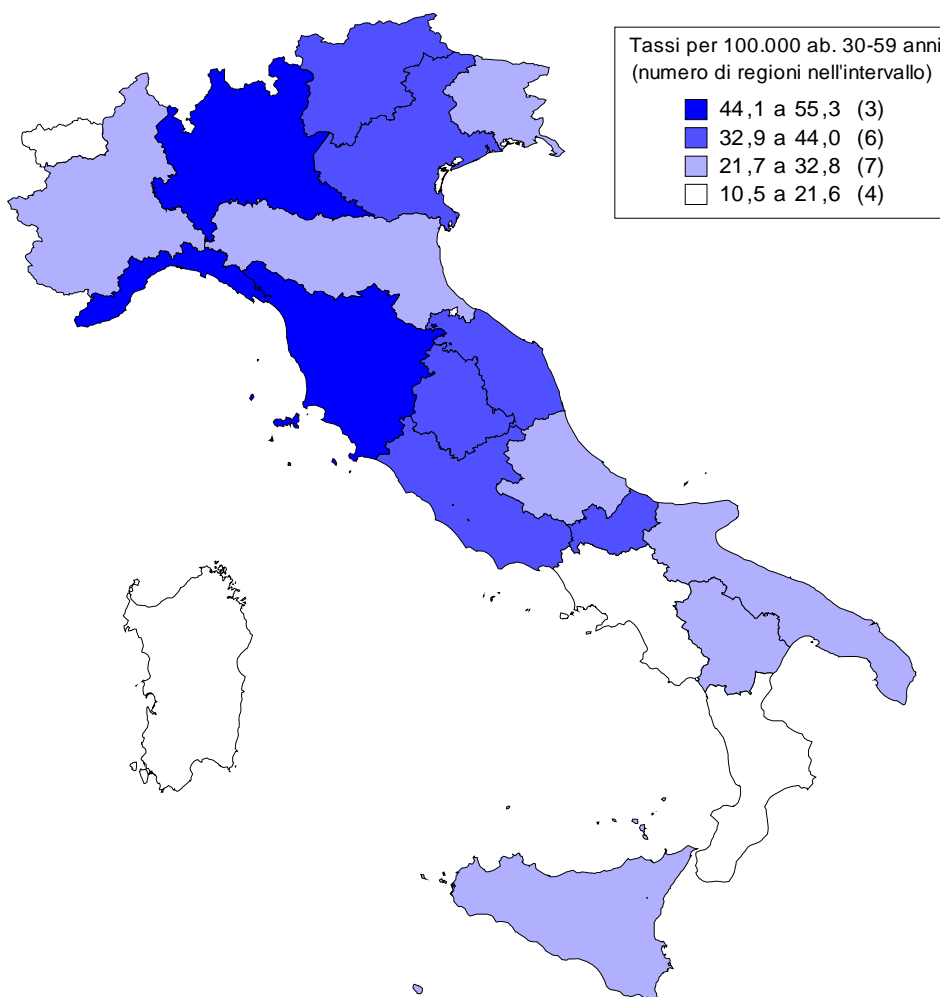 Tassi per 100.000 ab. 30-59 anni
(numero di regioni nell'intervallo)
44,1 a 55,3 (3)
32,9 a 44,0 (6)
21,7 a 32,8 (7)
10,5 a 21,6 (4)